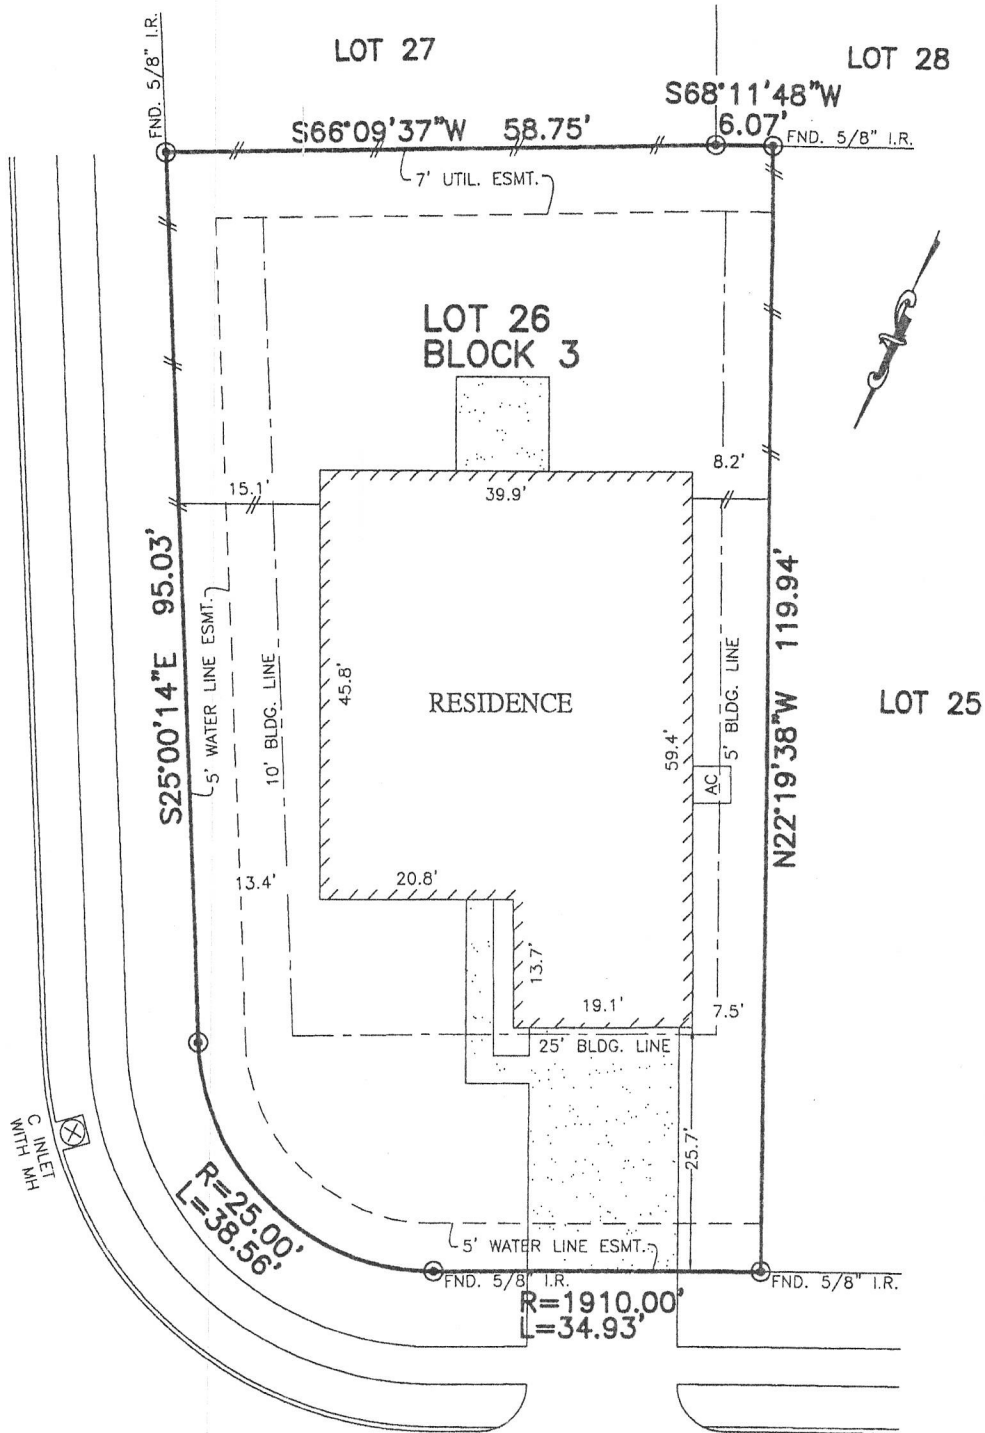 LOT 27
LOT 28
FND. 5/8" I.R.
S68°11'48"W
6.07'
S66°09'37"W 58.75'
FND. 5/8" I.R.
7' UTIL. ESMT.
LOT 26
BLOCK 3
8.2'
15.1'
39.9'
S25°00'14"E 95.03'
5' WATER LINE ESMT.
10' BLDG. LINE
45.8'
RESIDENCE
59.4'
AC
5' BLDG. LINE
N22°19'38"W 119.94'
LOT 25
20.8'
13.4'
13.7'
19.1'
7.5'
25' BLDG. LINE
25.7'
C INLET
WITH MH
R=25.00'
L=38.56'
5' WATER LINE ESMT.
FND. 5/8" I.R.
FND. 5/8" I.R.
R=1910.00'
L=34.93'